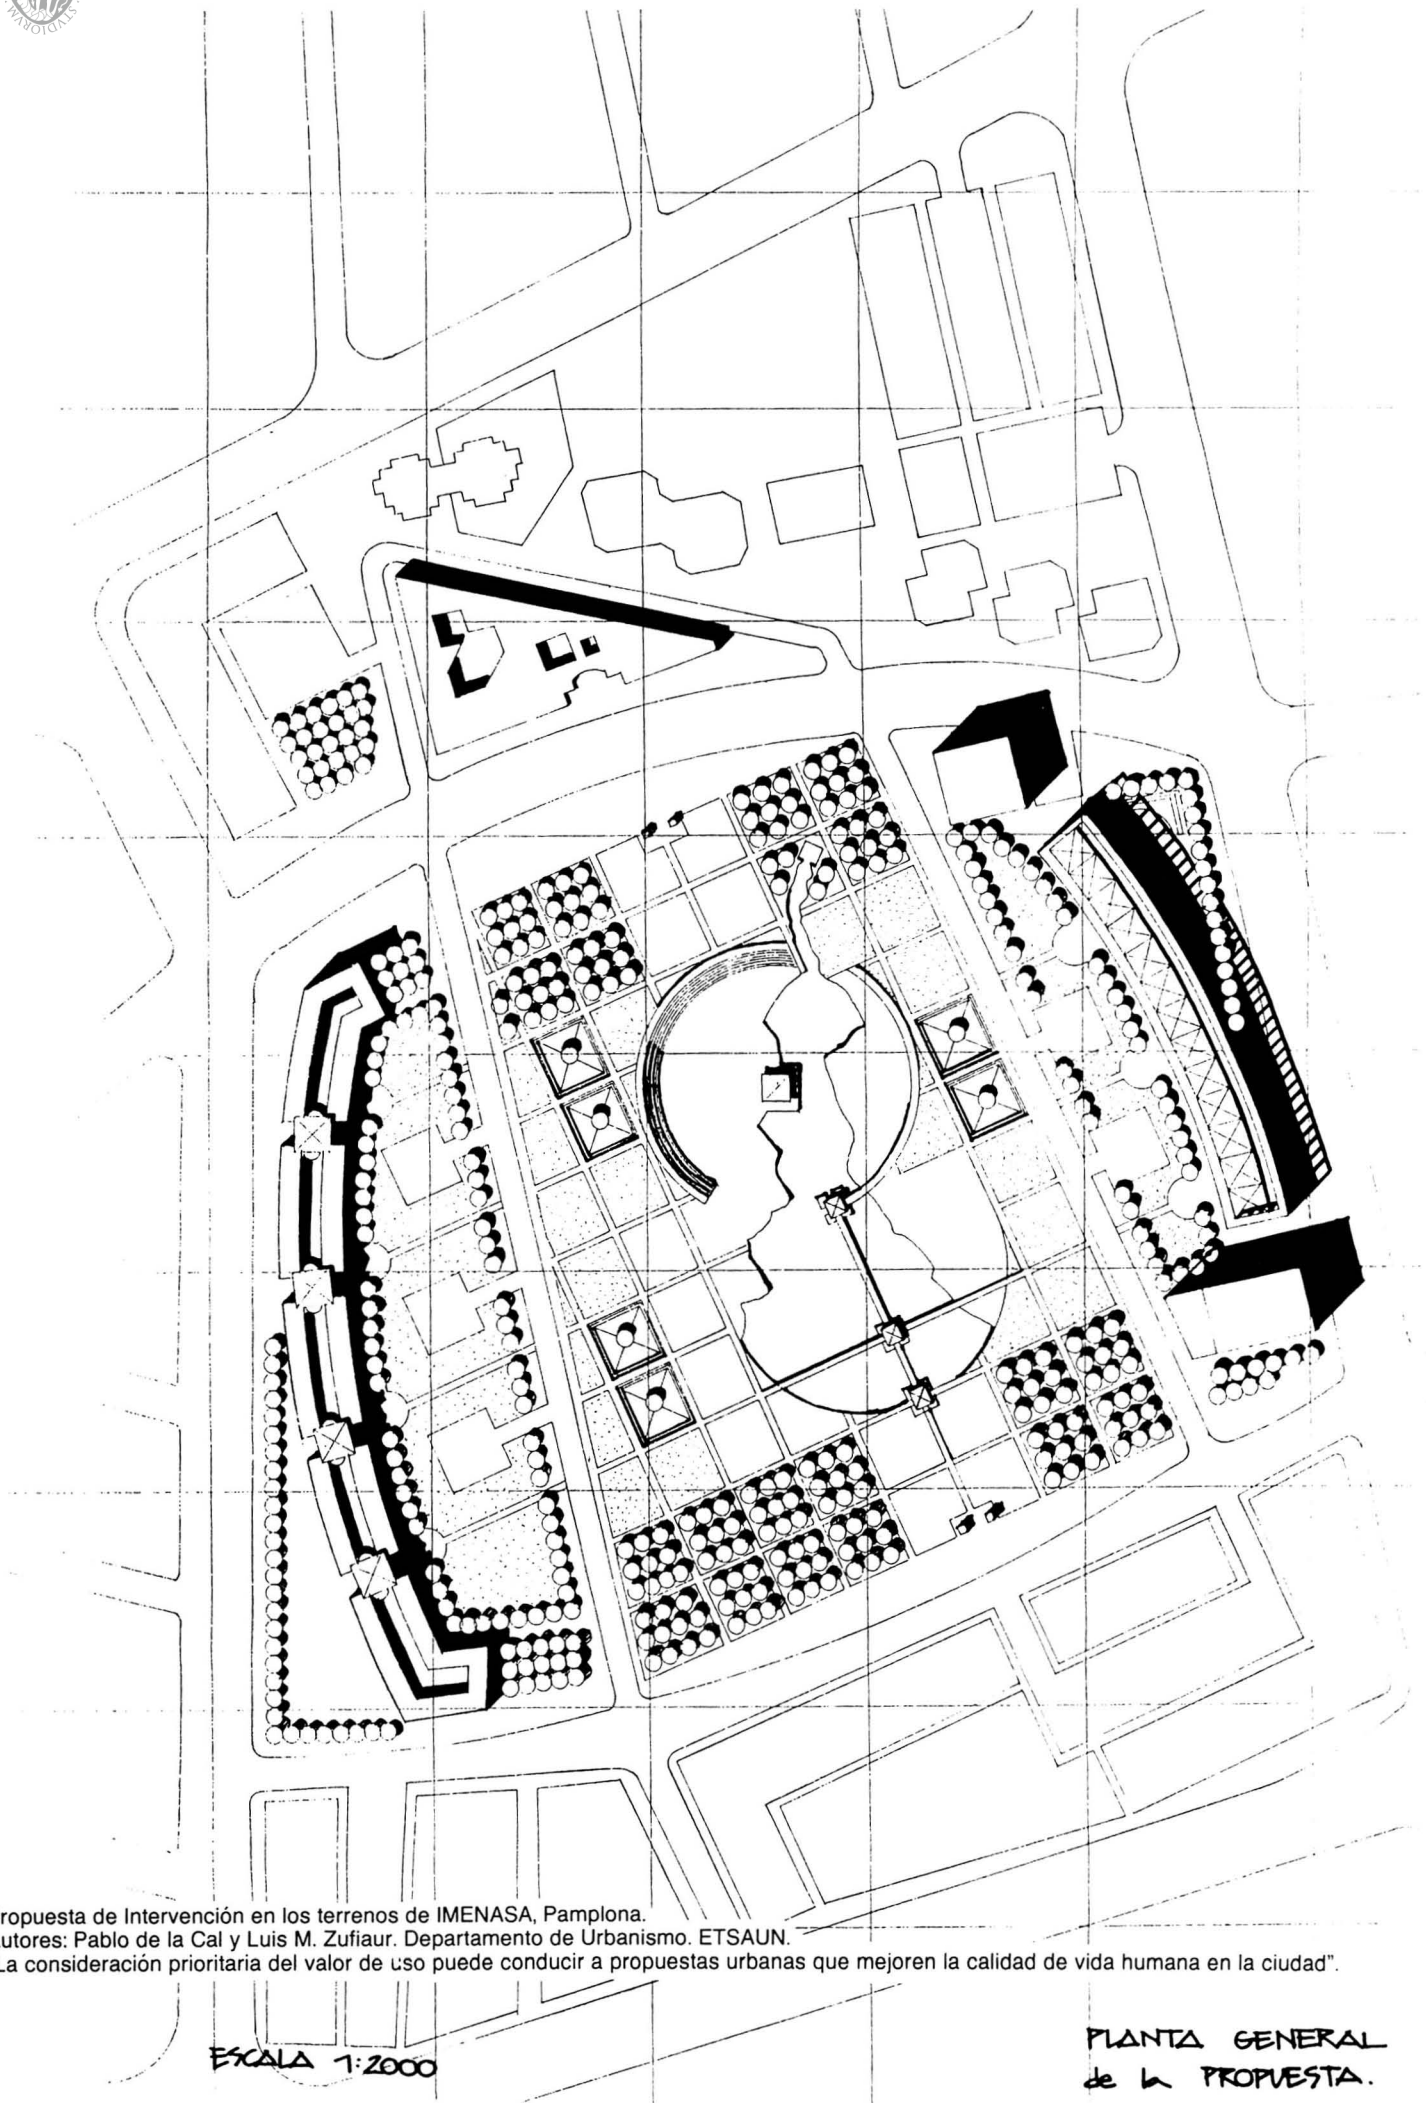 STVDIORVM
ropuesta de Intervención en los terrenos de IMENASA, Pamplona.
utores: Pablo de la Cal y Luis M. Zufiaur. Departamento de Urbanismo. ETSAUN.
La consideración prioritaria del valor de uso puede conducir a propuestas urbanas que mejoren la calidad de vida humana en la ciudad".
ESCALA 1:2000
PLANTA GENERAL
de la PROPUESTA.